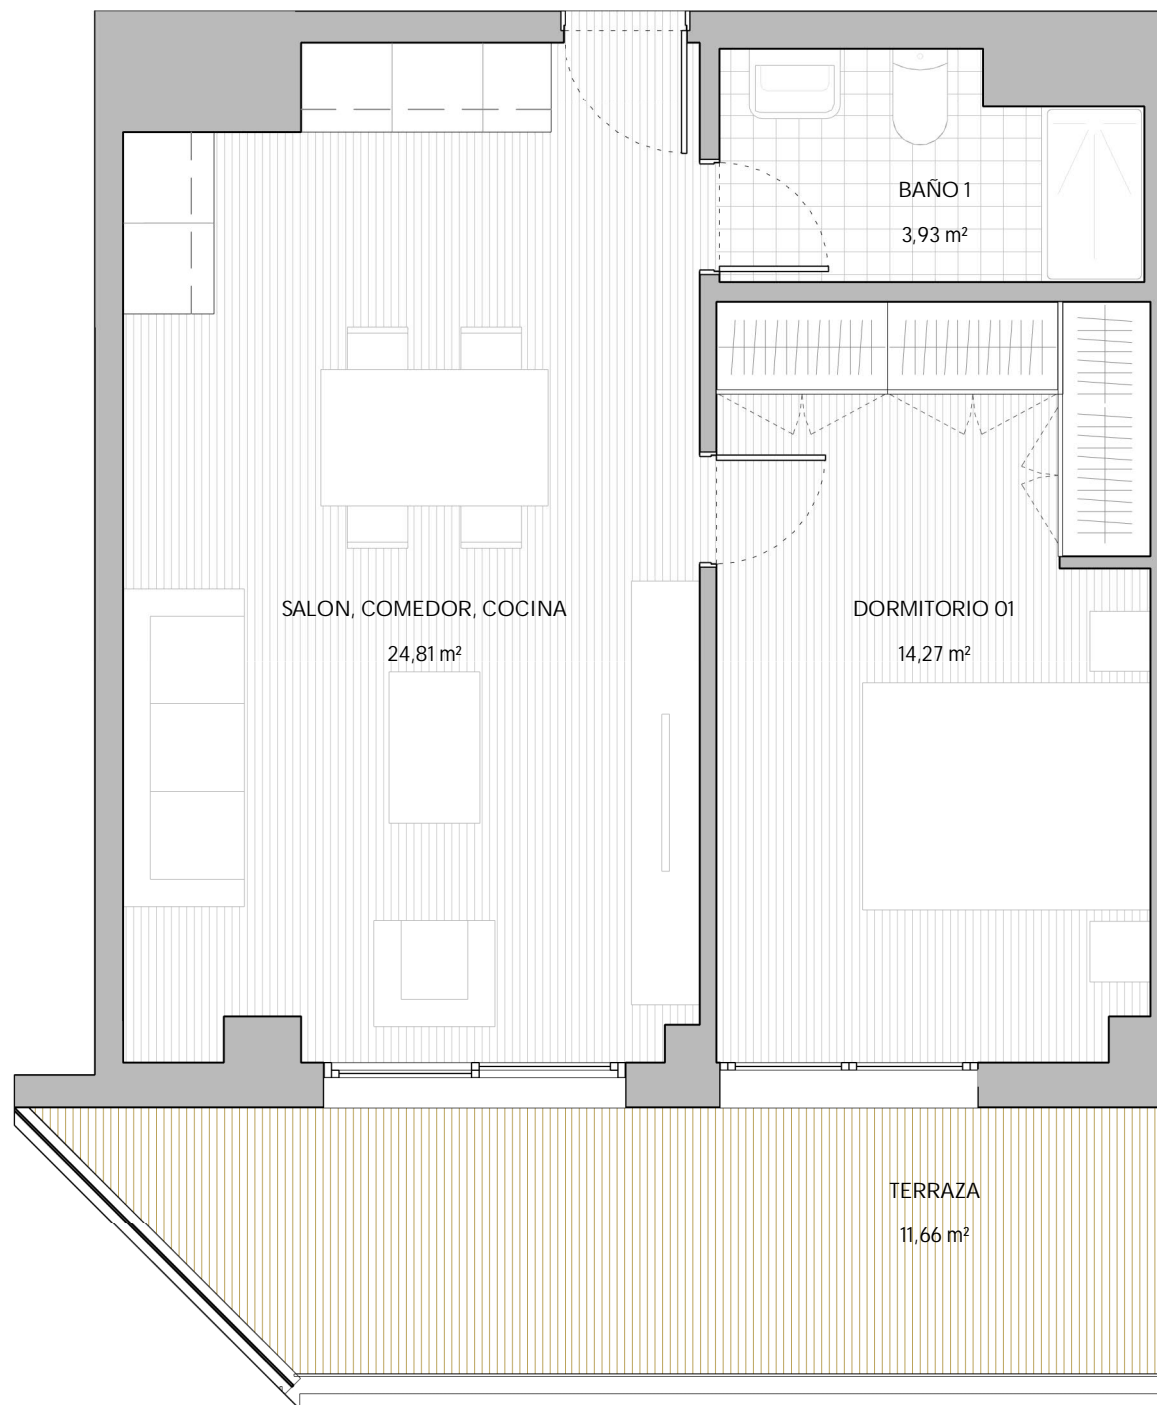 BAÑO 1
3,93 m²
SALON, COMEDOR, COCINA
24,81 m²
DORMITORIO 01
14,27 m²
TERRAZA
11,66 m²